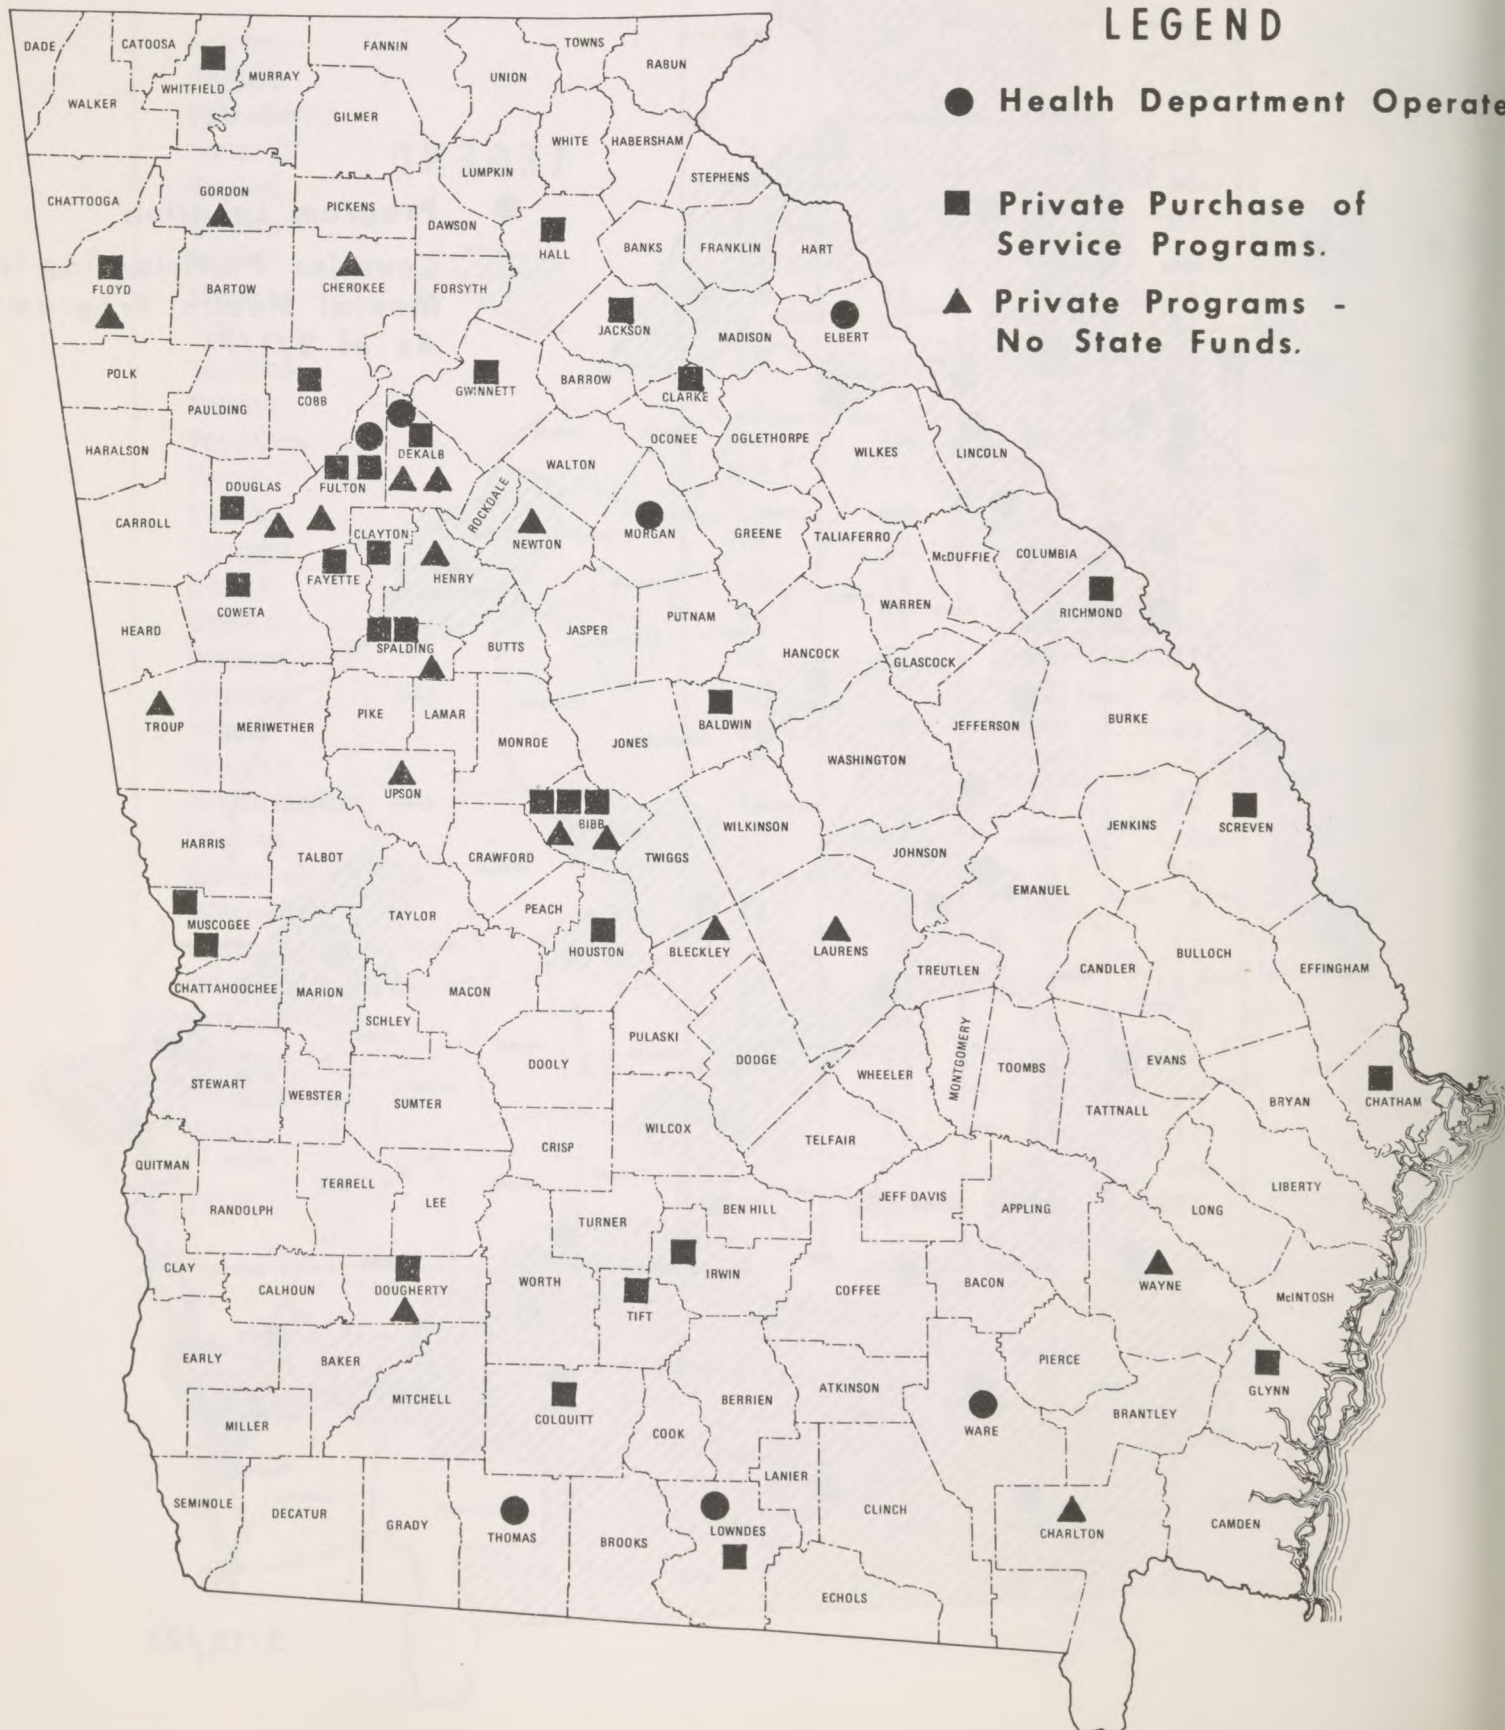 LEGEND
Health Department Operate
Private Purchase of
Service Programs.
Private Programs -
No State Funds.
DADE
CATOOSA
WHITFIELD
MURRAY
FANNIN
UNION
TOWNS
RABUN
WALKER
GILMER
WHITE
HABERSHAM
LUMPKIN
STEPHENS
CHATTOOGA
GORDON
PICKENS
DAWSON
HALL
BANKS
FRANKLIN
HART
FLOYD
BARTOW
CHEROKEE
FORSYTH
JACKSON
MADISON
ELBERT
POLK
PAULDING
COBB
GWINNETT
BARROW
CLARKE
OCONEE
OGLETHORPE
WILKES
LINCOLN
HARALSON
DOUGLAS
FULTON
DEKALB
WALTON
ROCKDALE
CARROLL
CLAYTON
NEWTON
MORGAN
GREENE
TALIAFERRO
McDUFFIE
COLUMBIA
FAYETTE
HENRY
COWETA
RICHMOND
WARREN
HEARD
SPALDING
BUTTS
JASPER
PUTNAM
HANCOCK
GLASCOCK
TROUP
MERIWETHER
PIKE
LAMAR
MONROE
JONES
BALDWIN
WASHINGTON
JEFFERSON
BURKE
UPSON
BIBB
WILKINSON
JENKINS
SCREVEN
HARRIS
TALBOT
CRAWFORD
TWIGGS
JOHNSON
EMANUEL
MUSCOGEE
TAYLOR
PEACH
HOUSTON
BLECKLEY
LAURENS
TREUTLEN
CANDLER
BULLOCH
EFFINGHAM
CHATTAHOOCHEE
MARION
MACON
SCHLEY
PULASKI
DODGE
DOOLY
WHEELER
MONTGOMERY
TOOMBS
EVANS
STEWART
WEBSTER
SUMTER
TATTNALL
BRYAN
CHATHAM
CRISP
WILCOX
TELFAIR
QUITMAN
RANDOLPH
TERRELL
LEE
TURNER
BEN HILL
JEFF DAVIS
APPLING
LONG
LIBERTY
CLAY
CALHOUN
DOUGHERTY
WORTH
TIFT
IRWIN
COFFEE
BACON
WAYNE
McINTOSH
EARLY
BAKER
MITCHELL
MILLER
COLQUITT
COOK
BERRIEN
ATKINSON
WARE
PIERCE
BRANTLEY
GLYNN
SEMINOLE
DECATUR
GRADY
THOMAS
BROOKS
LOWNDES
LANIER
CLINCH
ECHOLS
CHARLTON
CAMDEN